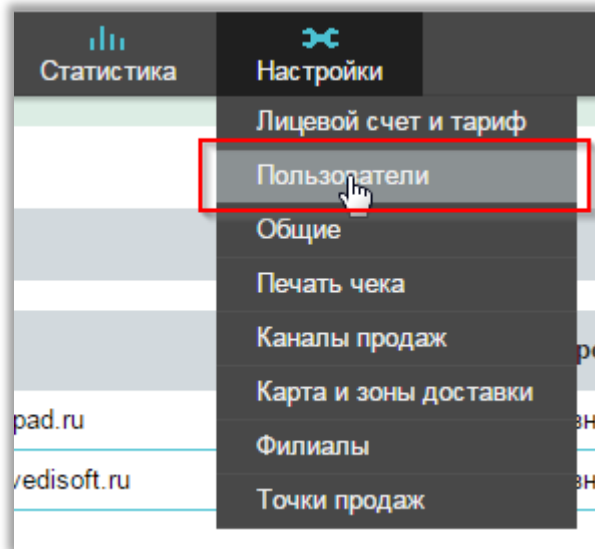 Статистика
Настройки
Лицевой счет и тариф
Пользователи
Общие
Печать чека
Каналы продаж
Карта и зоны доставки
Филиалы
Точки продаж
pad.ru
vedisoft.ru